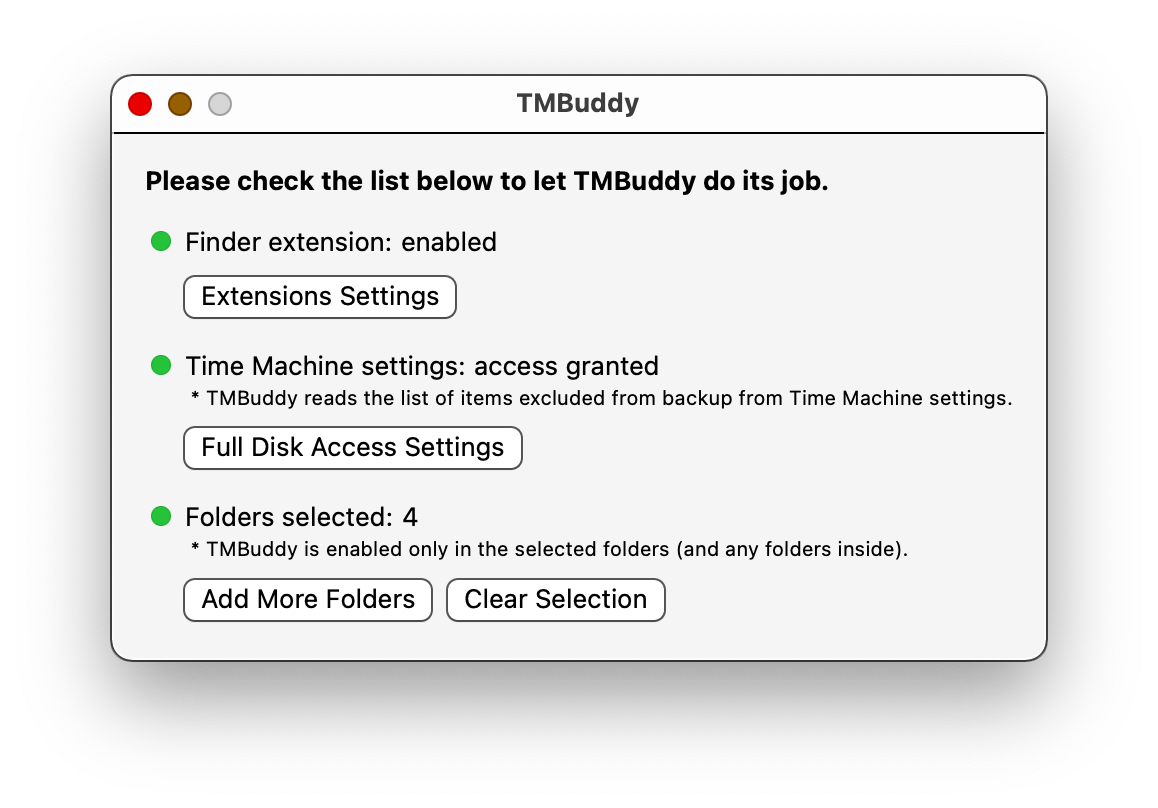 TMBuddy
Please check the list below to let TMBuddy do its job.
Finder extension: enabled
Extensions Settings
Time Machine settings: access granted
* TMBuddy reads the list of items excluded from backup from Time Machine settings.
Full Disk Access Settings
Folders selected: 4
* TMBuddy is enabled only in the selected folders (and any folders inside).
Add More Folders Clear Selection